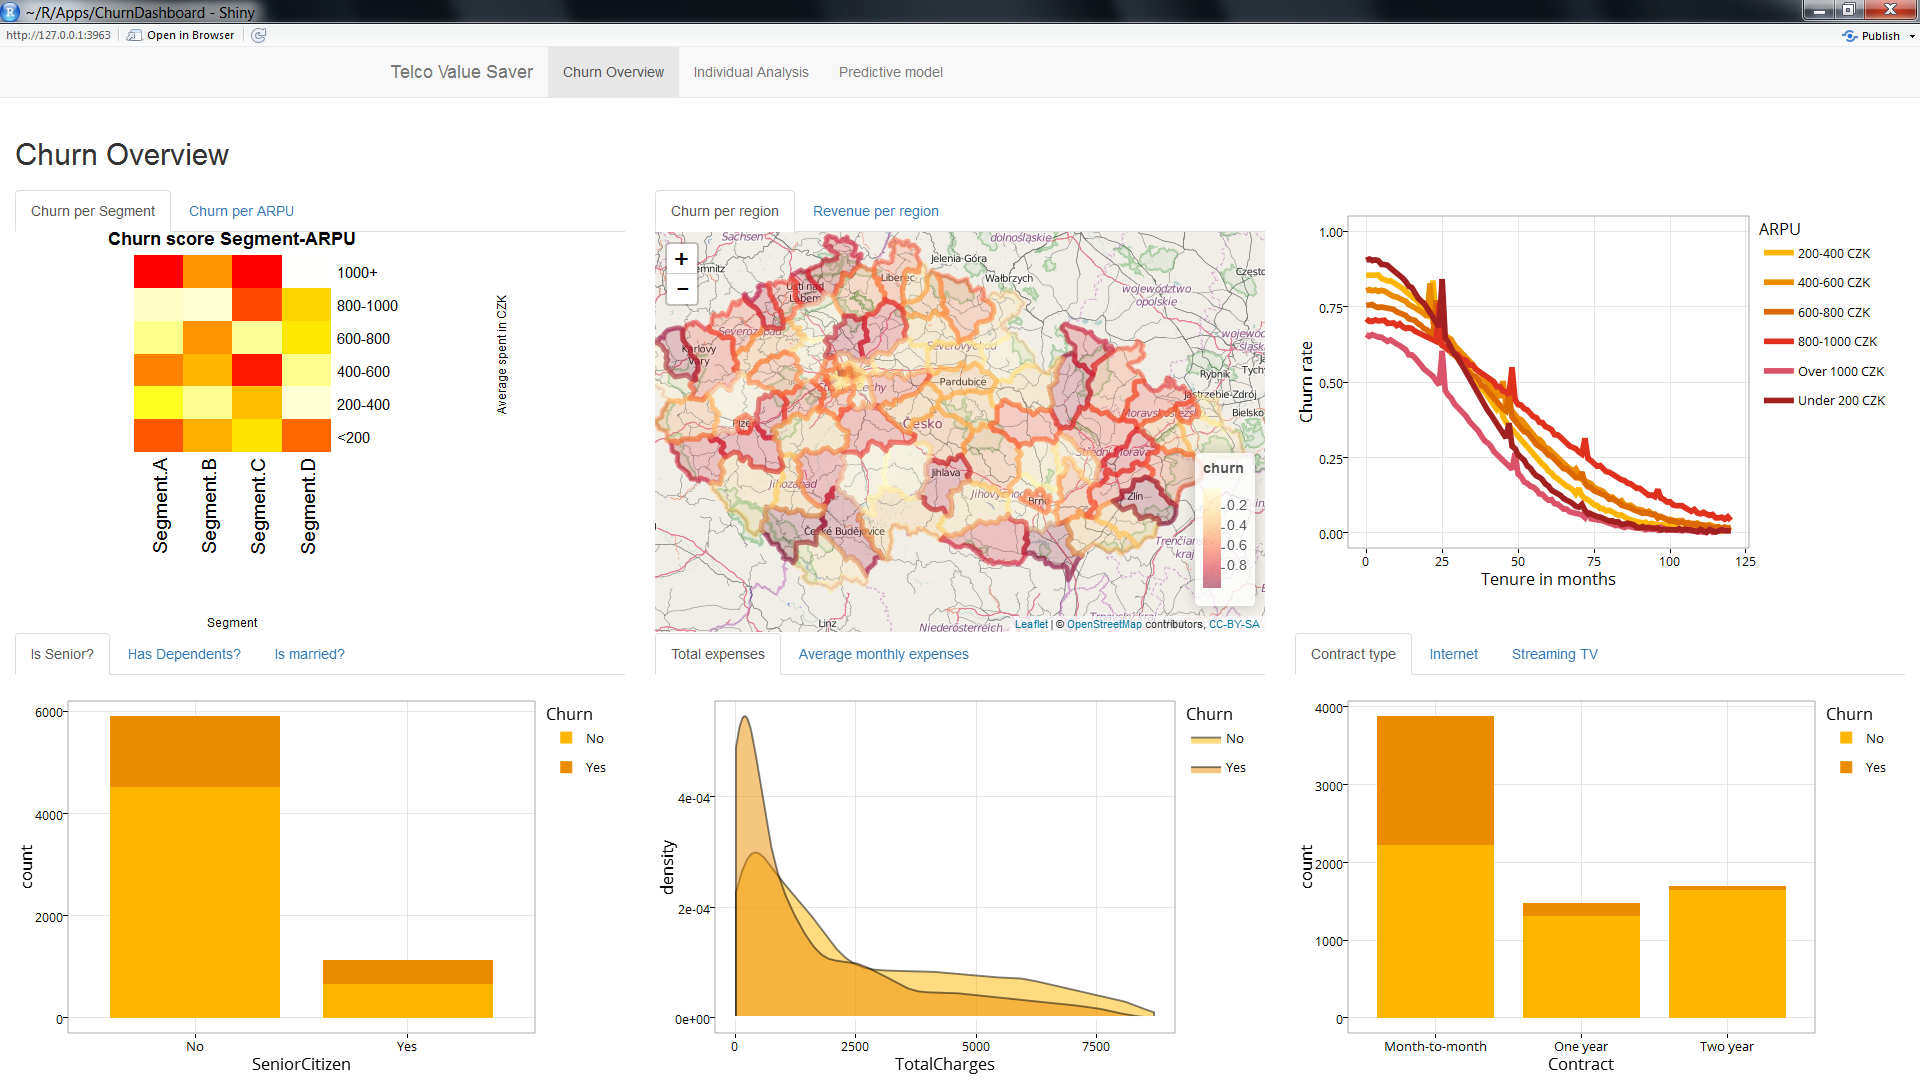 ~/R/Apps/ChurnDashboard - Shiny
http://127.0.0.1:3963
Open in Browser
Publish
Telco Value Saver
Churn Overview
Individual Analysis
Predictive model
Churn Overview
Churn per Segment
Churn per ARPU
Churn score Segment-ARPU
1000+
800-1000
600-800
400-600
200-400
<200
Average spent in CZK
Segment.A
Segment.B
Segment.C
Segment.D
Segment
Churn per region
Revenue per region
+
−
Sachsen
dolnośląskie
Jelenia Góra
Wałbrzych
Liberec
Ústí nad
Labem
województwo
opolskie
Severozápad
Karlovy
Vary
Severovýchod
Pardubice
Rybnik
Jastrzębie-Zdrój
Bielsko
Moravskoslezsko
Česko
Střední Morava
Jihlava
Jihozápad
Jihovýchod
Brno
Zlín
České Budějovice
Linz
Niederösterreich
churn
0.2
0.4
0.6
0.8
Leaflet | © OpenStreetMap contributors, CC-BY-SA
1.00
0.75
0.50
0.25
0.00
Churn rate
0
25
50
75
100
125
Tenure in months
ARPU
200-400 CZK
400-600 CZK
600-800 CZK
800-1000 CZK
Over 1000 CZK
Under 200 CZK
Is Senior?
Has Dependents?
Is married?
6000
4000
2000
0
count
No
Yes
SeniorCitizen
Churn
No
Yes
Total expenses
Average monthly expenses
4e-04
2e-04
0e+00
density
0
2500
5000
7500
TotalCharges
Churn
No
Yes
Contract type
Internet
Streaming TV
4000
3000
2000
1000
0
count
Month-to-month
One year
Two year
Contract
Churn
No
Yes